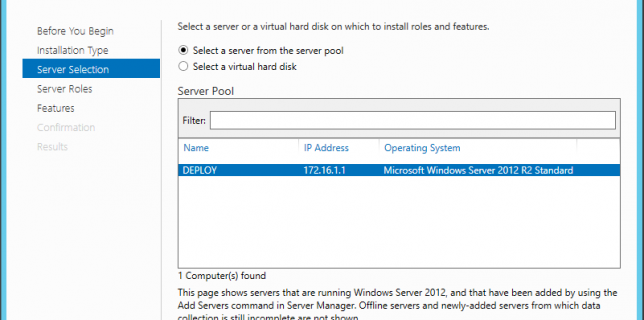 Select a server or a virtual hard disk on which to install roles and features.
Before You Begin
Installation Type
Server Selection
Server Roles
Features
Confirmation
Results
Select a server from the server pool
Select a virtual hard disk
Server Pool
Filter:
Name IP Address Operating System
DEPLOY 172.16.1.1 Microsoft Windows Server 2012 R2 Standard
1 Computer(s) found
This page shows servers that are running Windows Server 2012, and that have been added by using the
Add Servers command in Server Manager. Offline servers and newly-added servers from which data
collection is still incomplete are not shown.